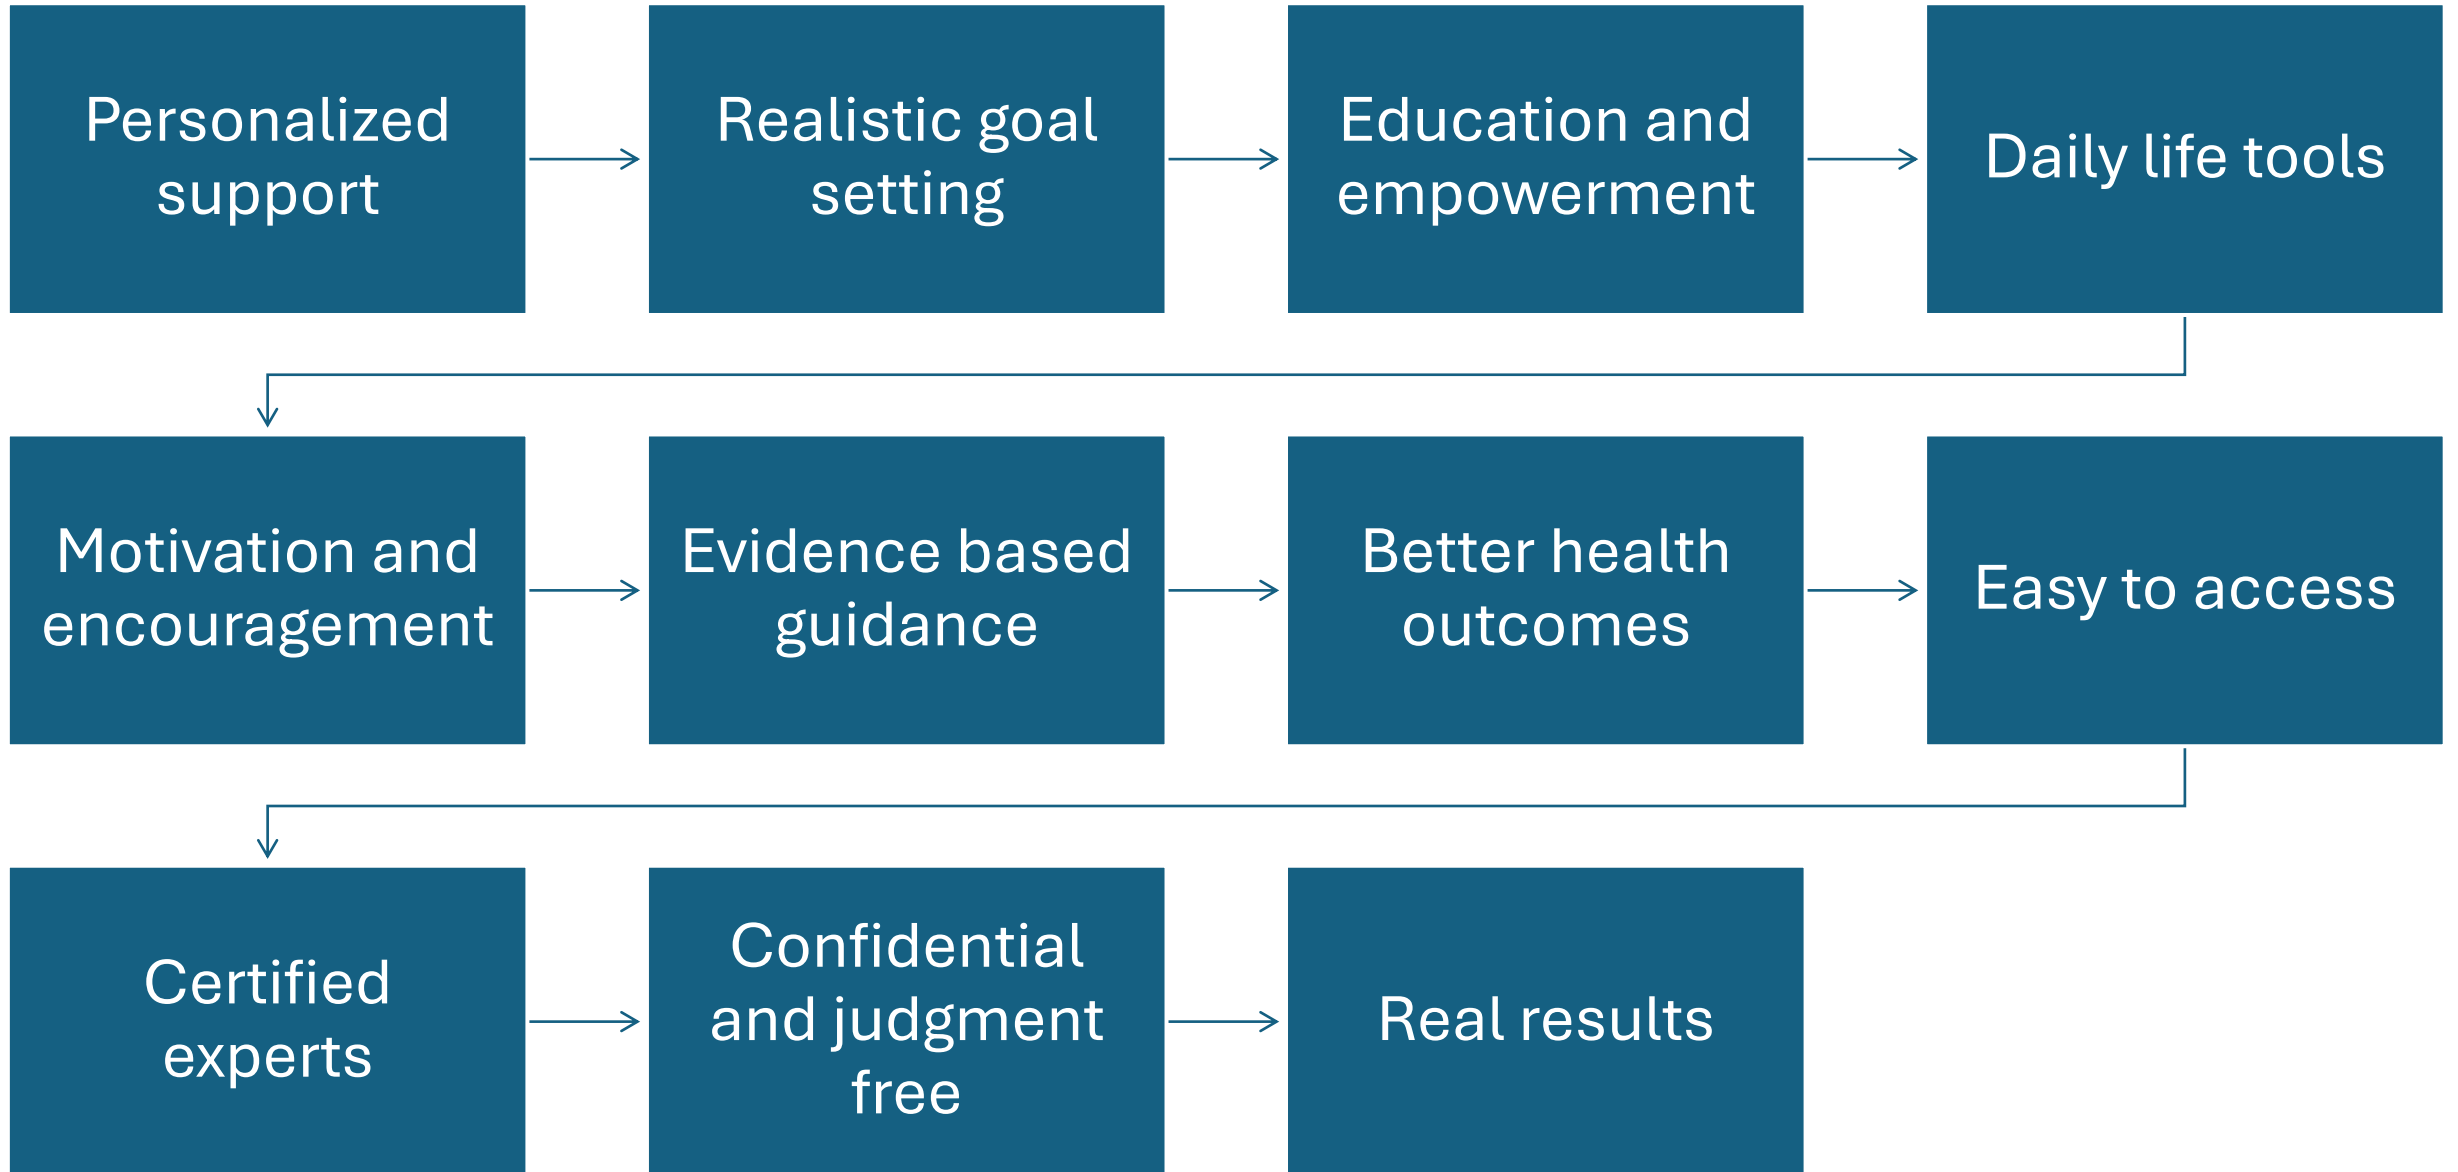 Personalized
support
Realistic goal
setting
Education and
empowerment
Daily life tools
Motivation and
encouragement
Evidence based
guidance
Better health
outcomes
Easy to access
Certified
experts
Confidential
and judgment
free
Real results